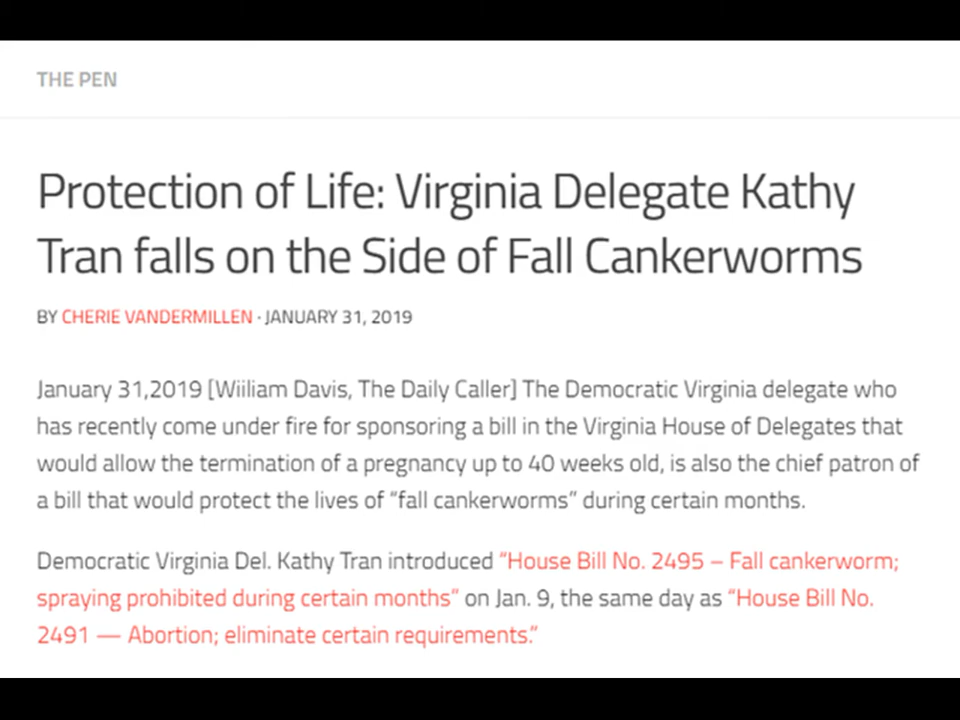 THE PEN
Protection of Life: Virginia Delegate Kathy
Tran falls on the Side of Fall Cankerworms
BY CHERIE VANDERMILLEN · JANUARY 31, 2019
January 31,2019 [Wiiliam Davis, The Daily Caller] The Democratic Virginia delegate who
has recently come under fire for sponsoring a bill in the Virginia House of Delegates that
would allow the termination of a pregnancy up to 40 weeks old, is also the chief patron of
a bill that would protect the lives of “fall cankerworms” during certain months.
Democratic Virginia Del. Kathy Tran introduced “House Bill No. 2495 – Fall cankerworm;
spraying prohibited during certain months” on Jan. 9, the same day as “House Bill No.
2491 — Abortion; eliminate certain requirements.”